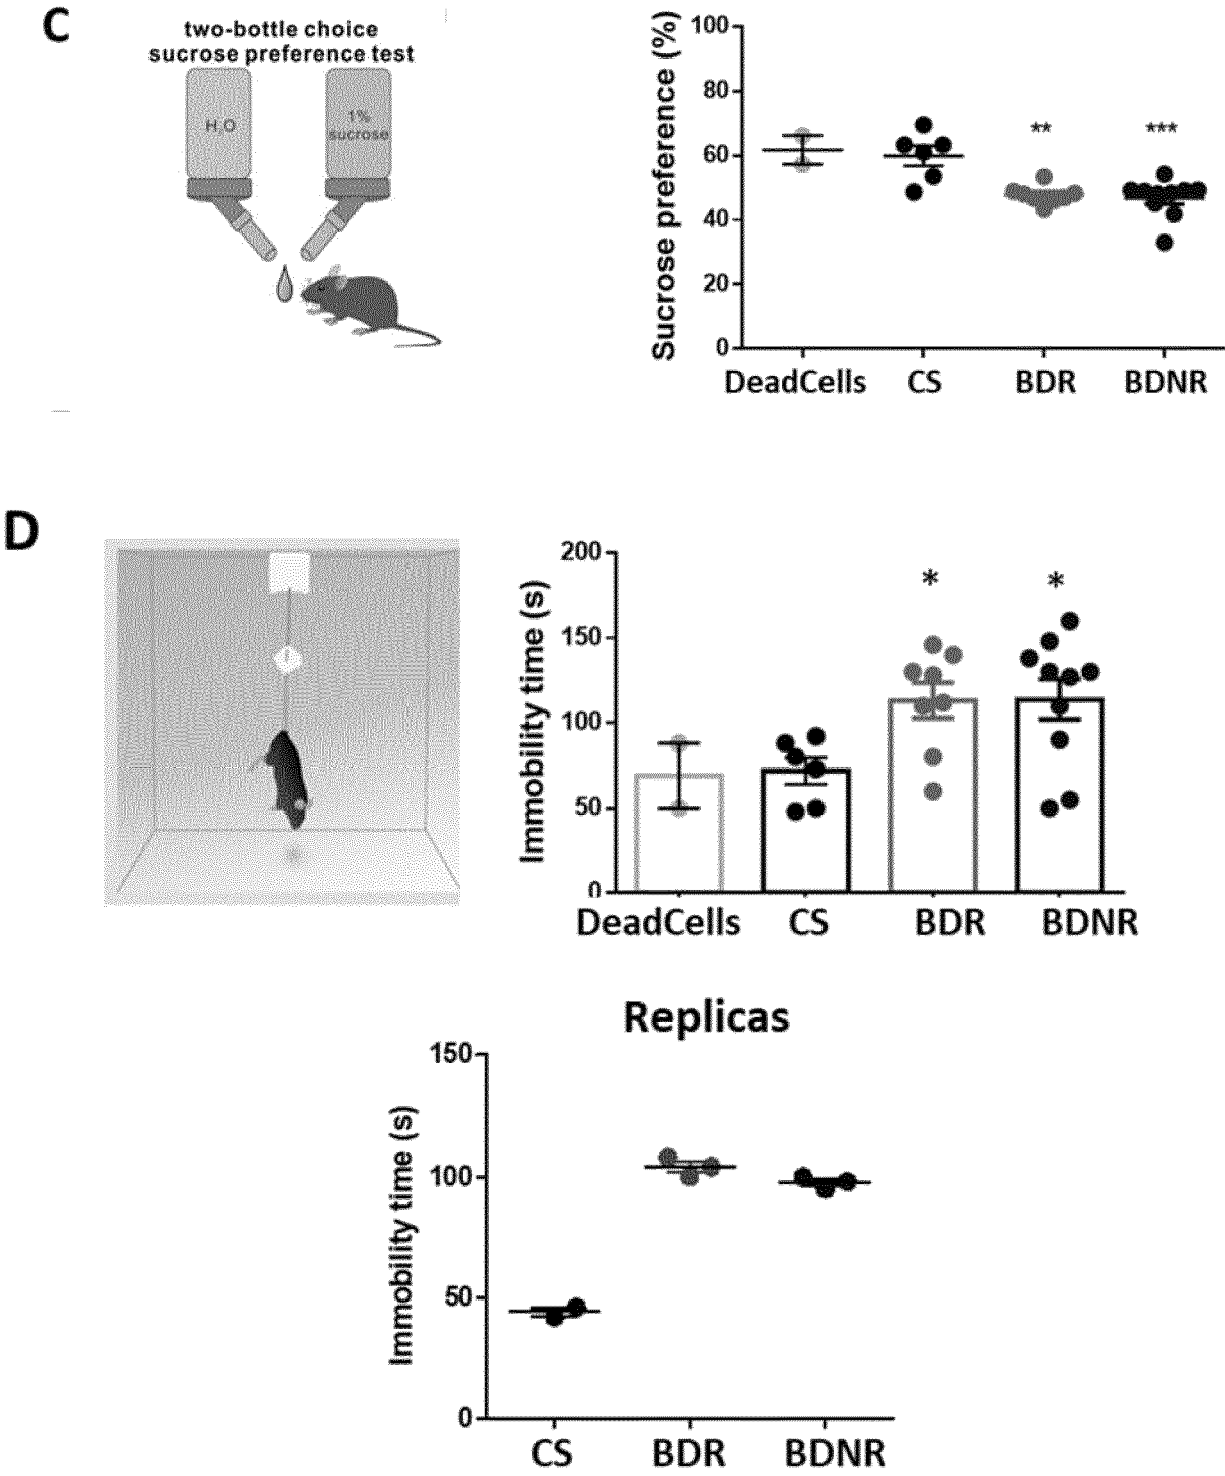 C
two-bottle choice
sucrose preference test
H₂O
1%
sucrose
Sucrose preference (%)
100
80
60
40
20
0
** ***
DeadCells CS BDR BDNR
D
Immobility time (s)
200
150
100
50
0
* *
DeadCells CS BDR BDNR
Replicas
Immobility time (s)
150
100
50
0
CS BDR BDNR